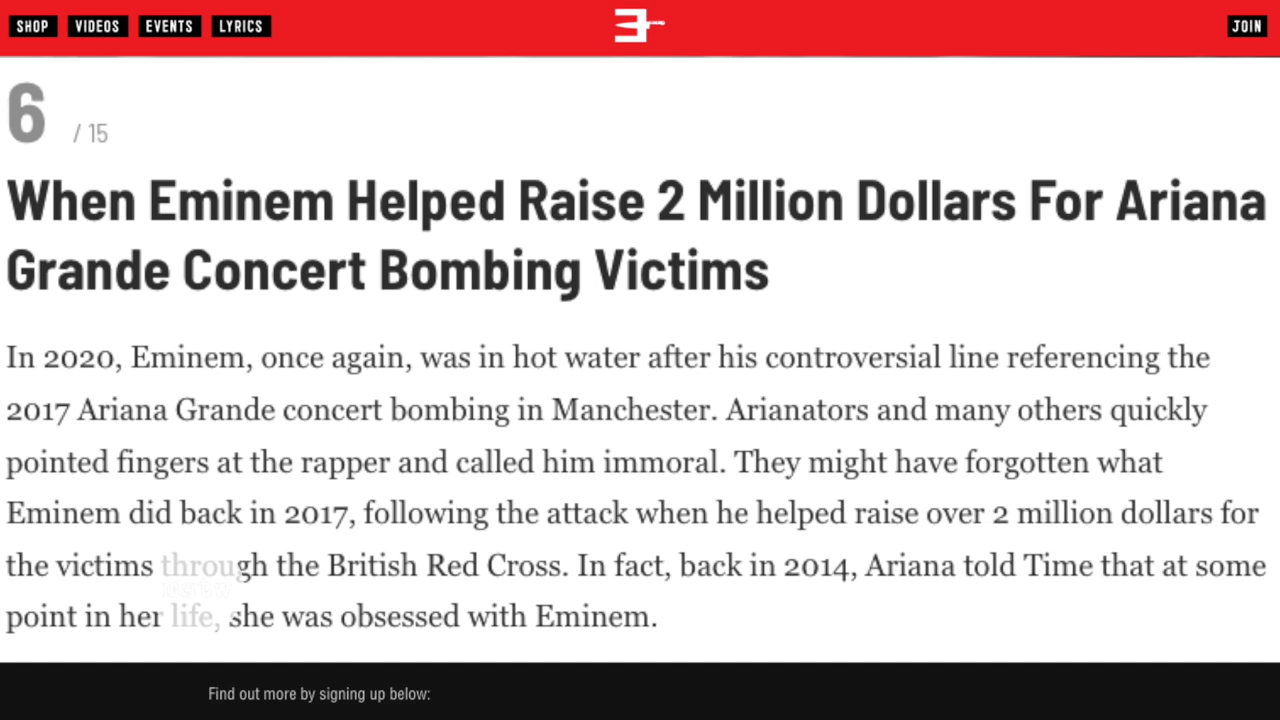 SHOP VIDEOS EVENTS LYRICS JOIN
6 / 15
When Eminem Helped Raise 2 Million Dollars For Ariana
Grande Concert Bombing Victims
In 2020, Eminem, once again, was in hot water after his controversial line referencing the
2017 Ariana Grande concert bombing in Manchester. Arianators and many others quickly
pointed fingers at the rapper and called him immoral. They might have forgotten what
Eminem did back in 2017, following the attack when he helped raise over 2 million dollars for
the victims through the British Red Cross. In fact, back in 2014, Ariana told Time that at some
point in her life, she was obsessed with Eminem.
Find out more by signing up below: